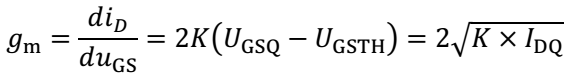 g_m = di_D / du_GS = 2K(U_GSQ − U_GSTH) = 2√(K × I_DQ)